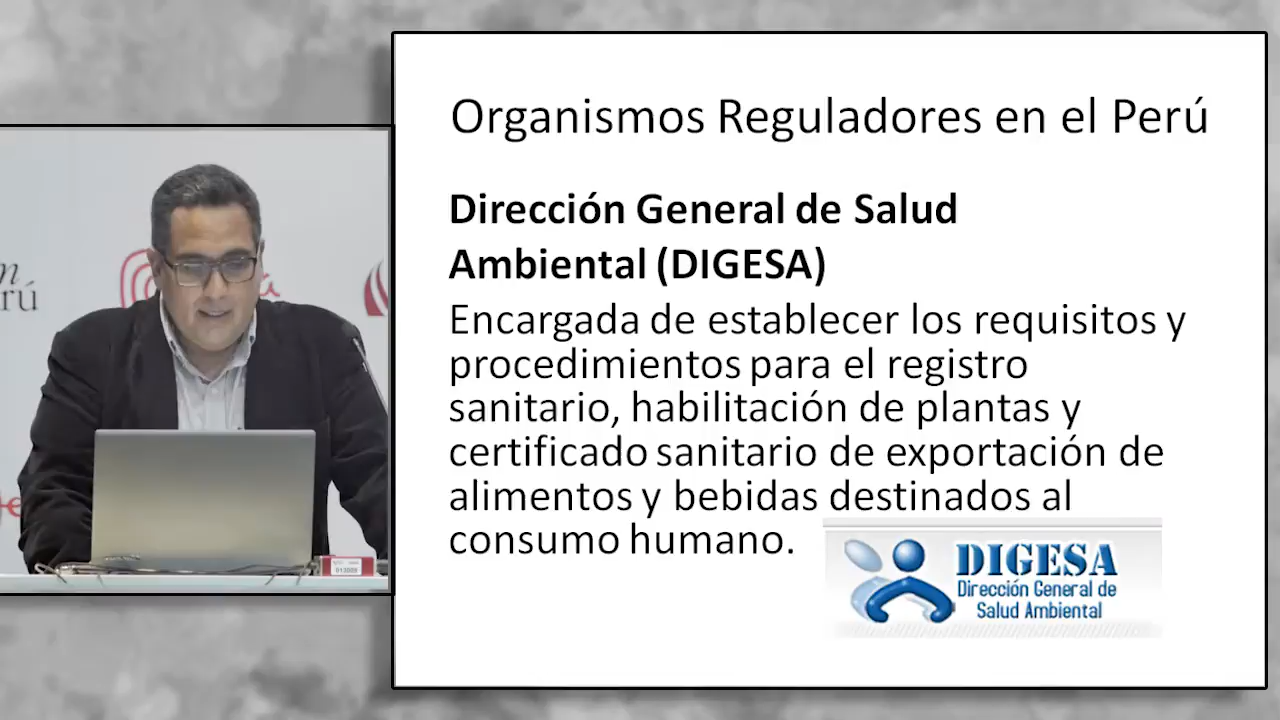 Organismos Reguladores en el Perú
Dirección General de Salud
Ambiental (DIGESA)
Encargada de establecer los requisitos y
procedimientos para el registro
sanitario, habilitación de plantas y
certificado sanitario de exportación de
alimentos y bebidas destinados al
consumo humano.
DIGESA
Dirección General de
Salud Ambiental